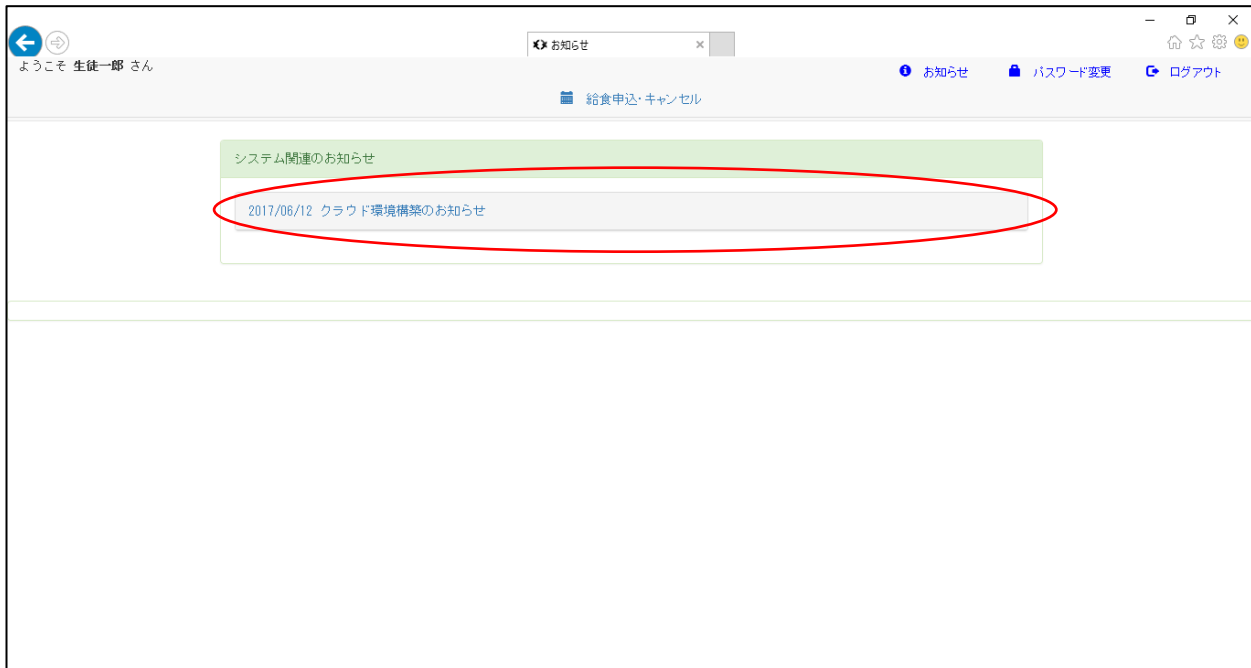 お知らせ
ようこそ 生徒一郎 さん
お知らせ パスワード変更 ログアウト
給食申込・キャンセル
システム関連のお知らせ
2017/06/12 クラウド環境構築のお知らせ